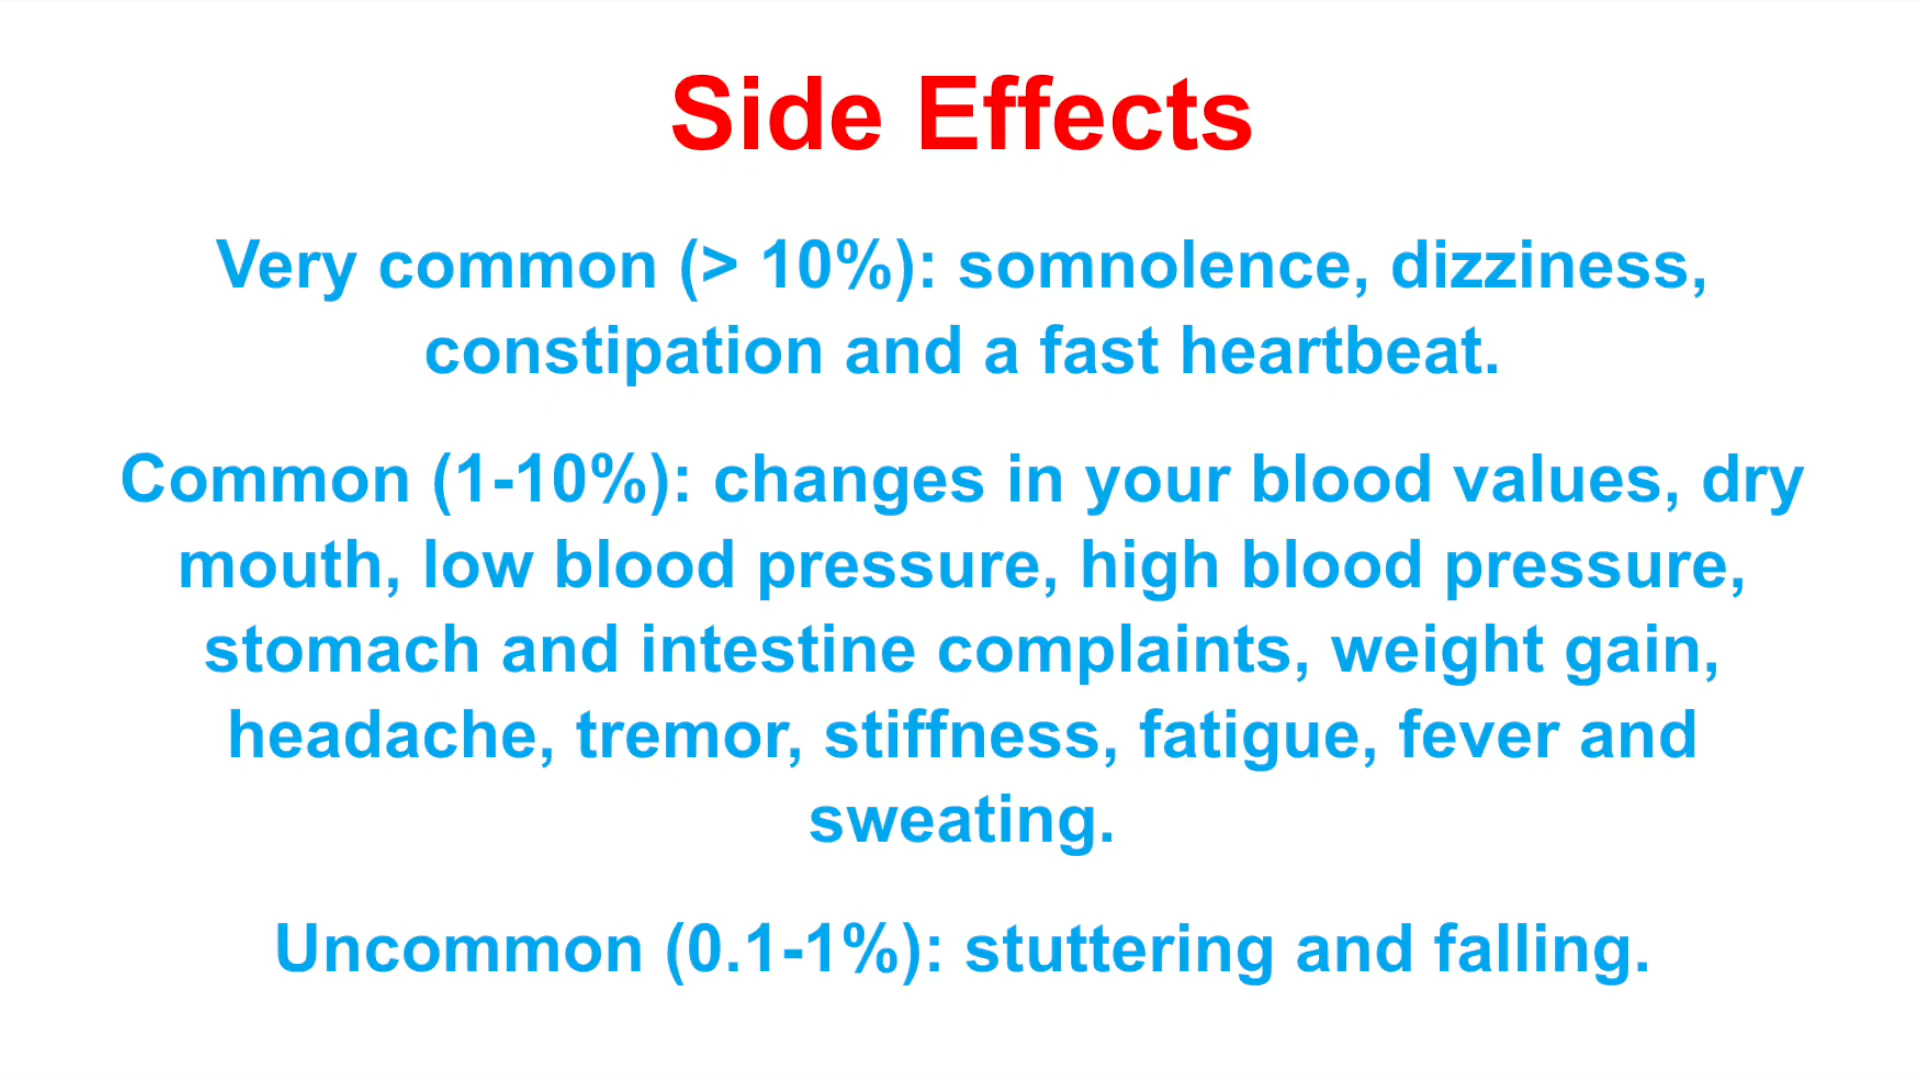 Side Effects
Very common (> 10%): somnolence, dizziness,
constipation and a fast heartbeat.
Common (1-10%): changes in your blood values, dry
mouth, low blood pressure, high blood pressure,
stomach and intestine complaints, weight gain,
headache, tremor, stiffness, fatigue, fever and
sweating.
Uncommon (0.1-1%): stuttering and falling.